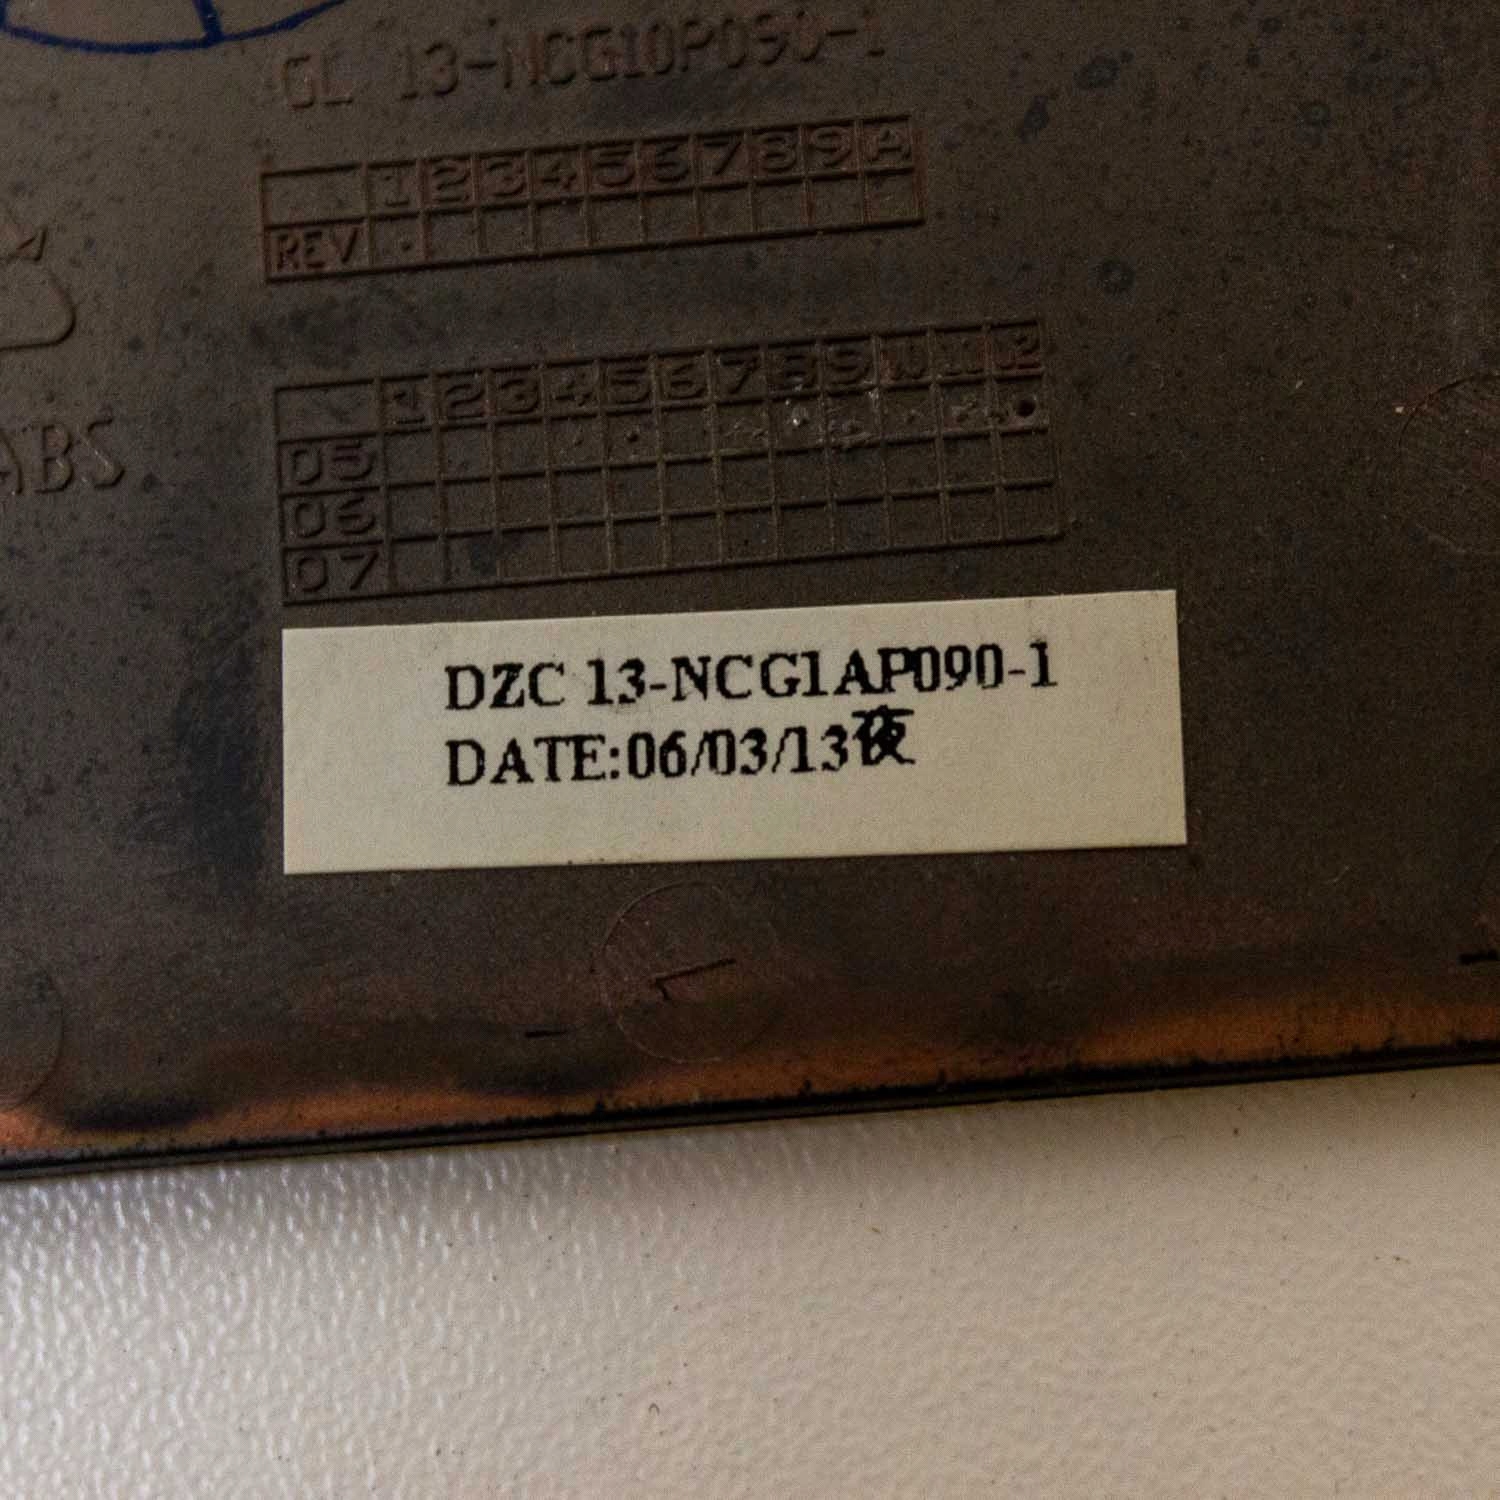 GL 13-NCG10P090-1
1 2 3 4 5 6 7 8 9 A
REV
1 2 3 4 5 6 7 8 9 10 11 12
05
06
07
ABS
DZC 13-NCG1AP090-1
DATE:06/03/13夜